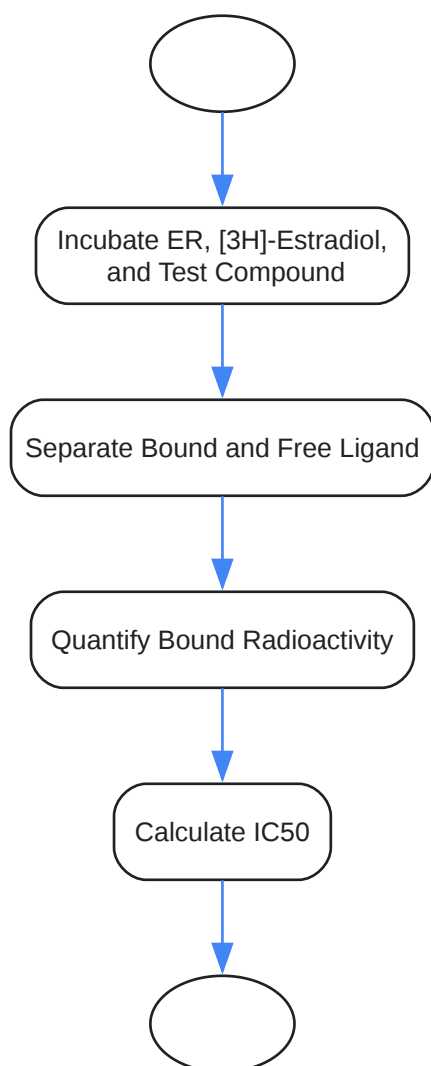 Incubate ER, [3H]-Estradiol,
and Test Compound
Separate Bound and Free Ligand
Quantify Bound Radioactivity
Calculate IC50